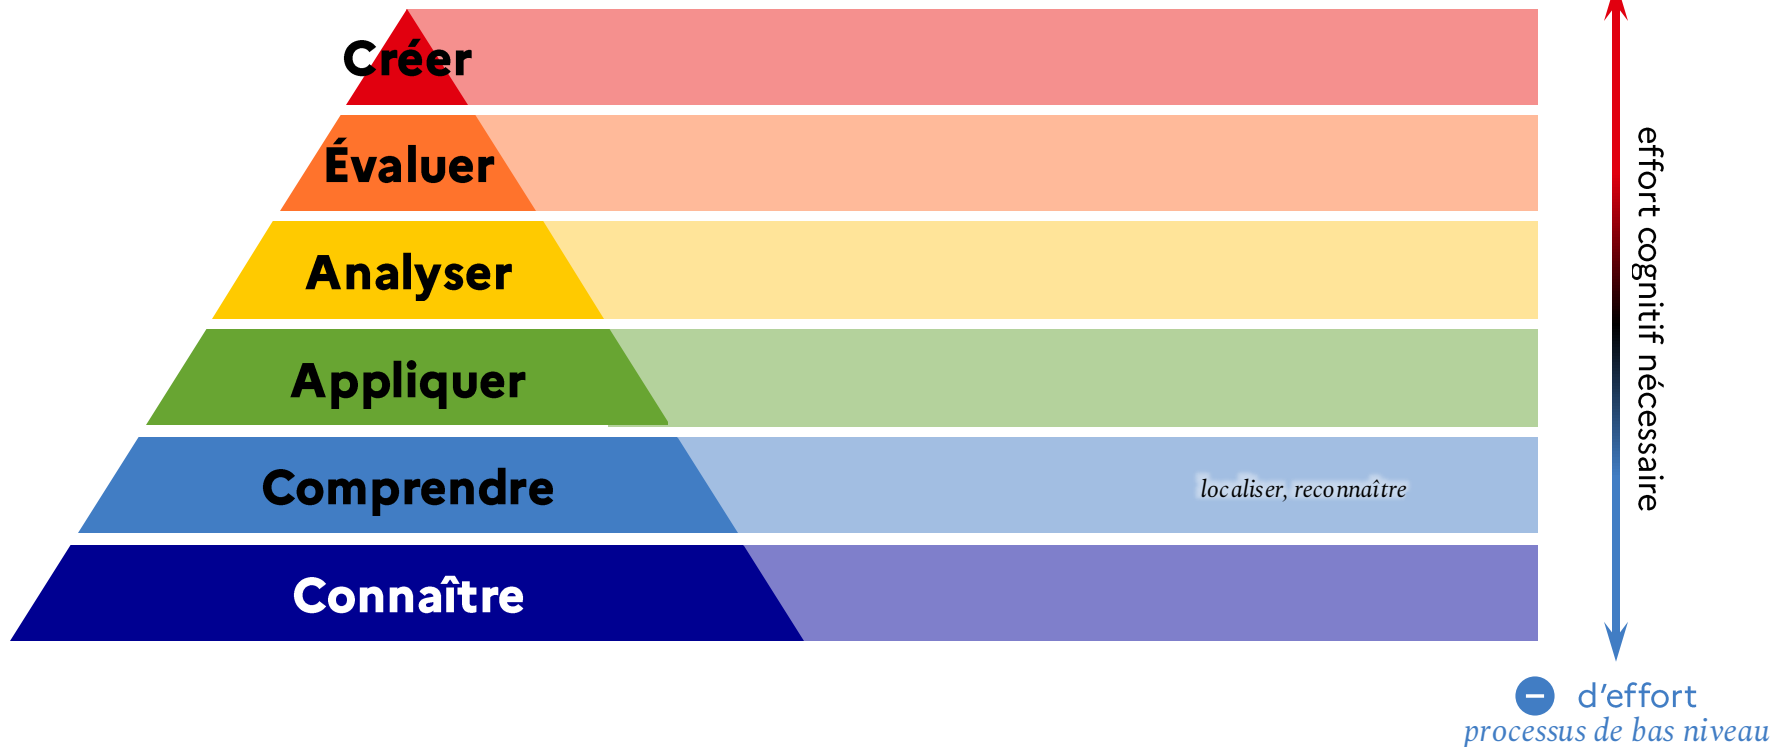 Créer
Évaluer
Analyser
Appliquer
Comprendre
localiser, reconnaître
Connaître
effort cognitif nécessaire
− d’effort
processus de bas niveau